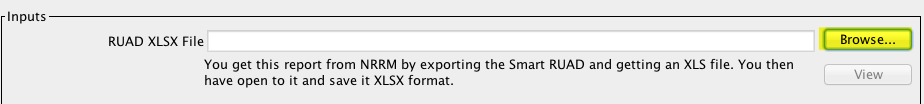 Inputs
RUAD XLSX File
Browse...
You get this report from NRRM by exporting the Smart RUAD and getting an XLS file. You then
have open to it and save it XLSX format.
View